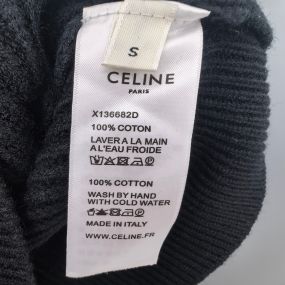 S
CELINE
PARIS
X136682D
100% COTON
LAVER A LA MAIN
A L'EAU FROIDE
100% COTTON
WASH BY HAND
WITH COLD WATER
MADE IN ITALY
WWW.CELINE.FR